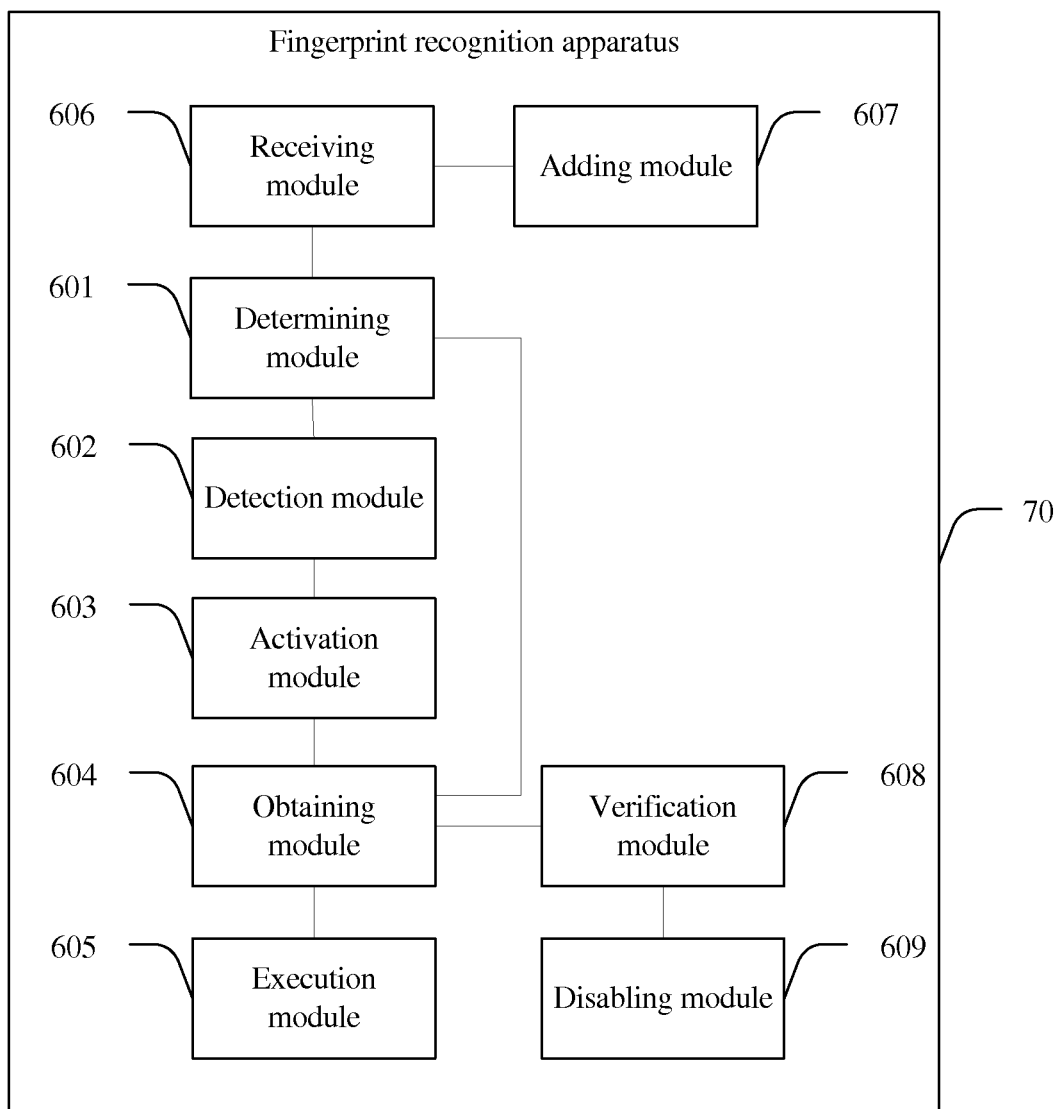 Fingerprint recognition apparatus
606
Receiving
module
Adding module
607
601
Determining
module
602
Detection module
70
603
Activation
module
604
Obtaining
module
Verification
module
608
605
Execution
module
Disabling module
609